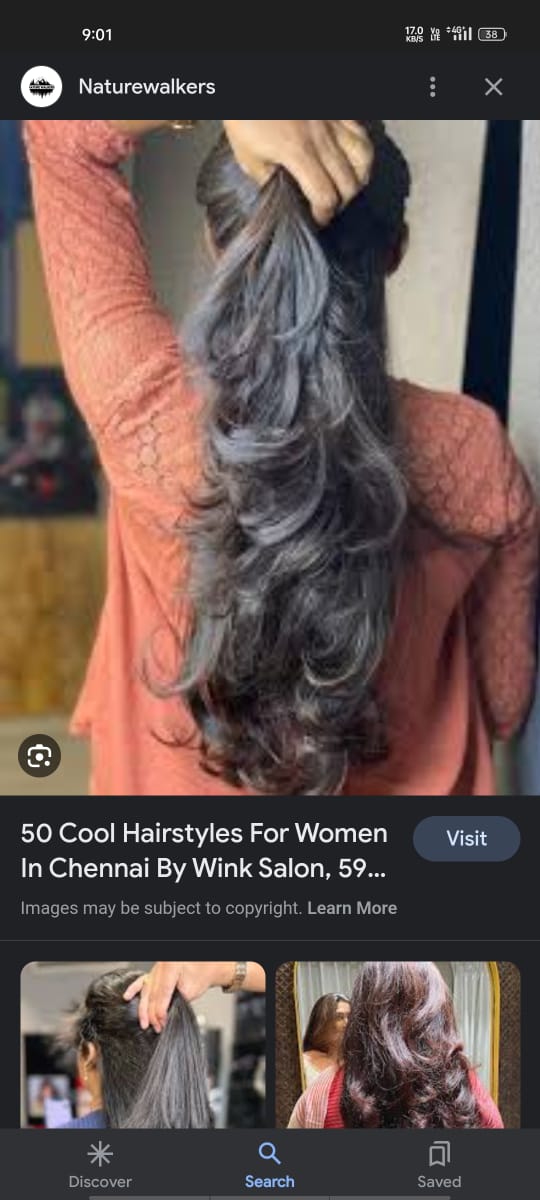 9:01
17.0 KB/S Vo LTE 4G+ 38
Naturewalkers
50 Cool Hairstyles For Women
In Chennai By Wink Salon, 59...
Visit
Images may be subject to copyright. Learn More
Discover
Search
Saved